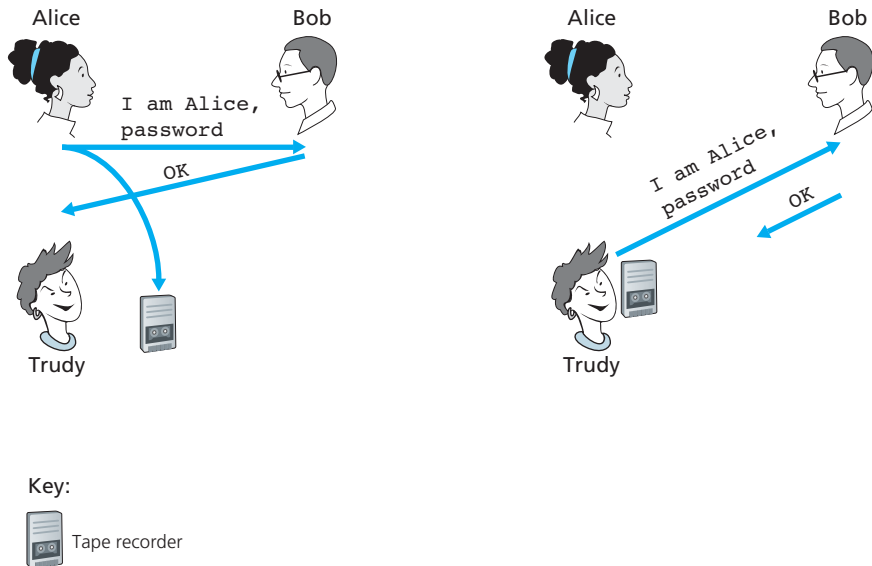 Alice
Bob
I am Alice,
password
OK
Trudy
Alice
Bob
I am Alice,
password
OK
Trudy
Key:
Tape recorder